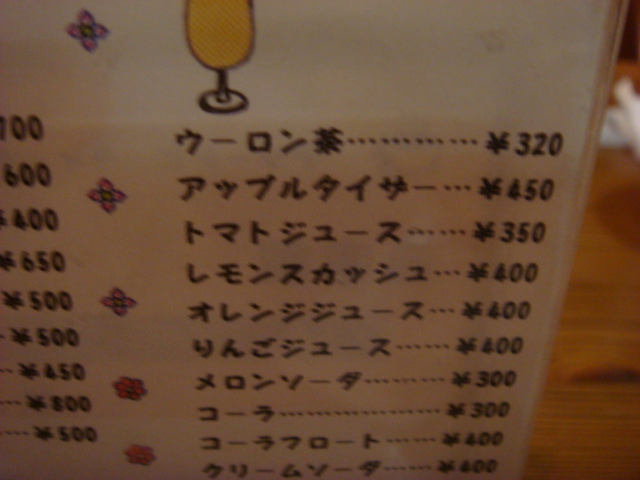 700
600
¥400
¥650
¥500
¥500
¥450
¥800
¥500
ウーロン茶…………¥320
アップルタイザー…¥450
トマトジュース……¥350
レモンスカッシュ…¥400
オレンジジュース…¥400
りんごジュース……¥400
メロンソーダ………¥300
コーラ………………¥300
コーラフロート……¥400
クリームソーダ……¥400